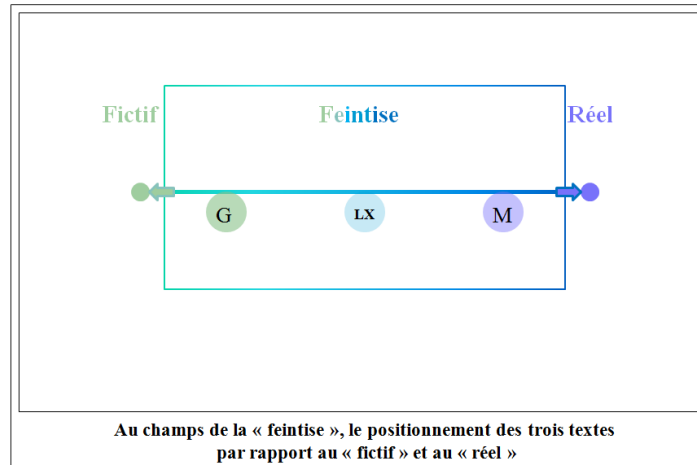 Fictif Feintise Réel
G LX M
Au champs de la « feintise », le positionnement des trois textes
par rapport au « fictif » et au « réel »